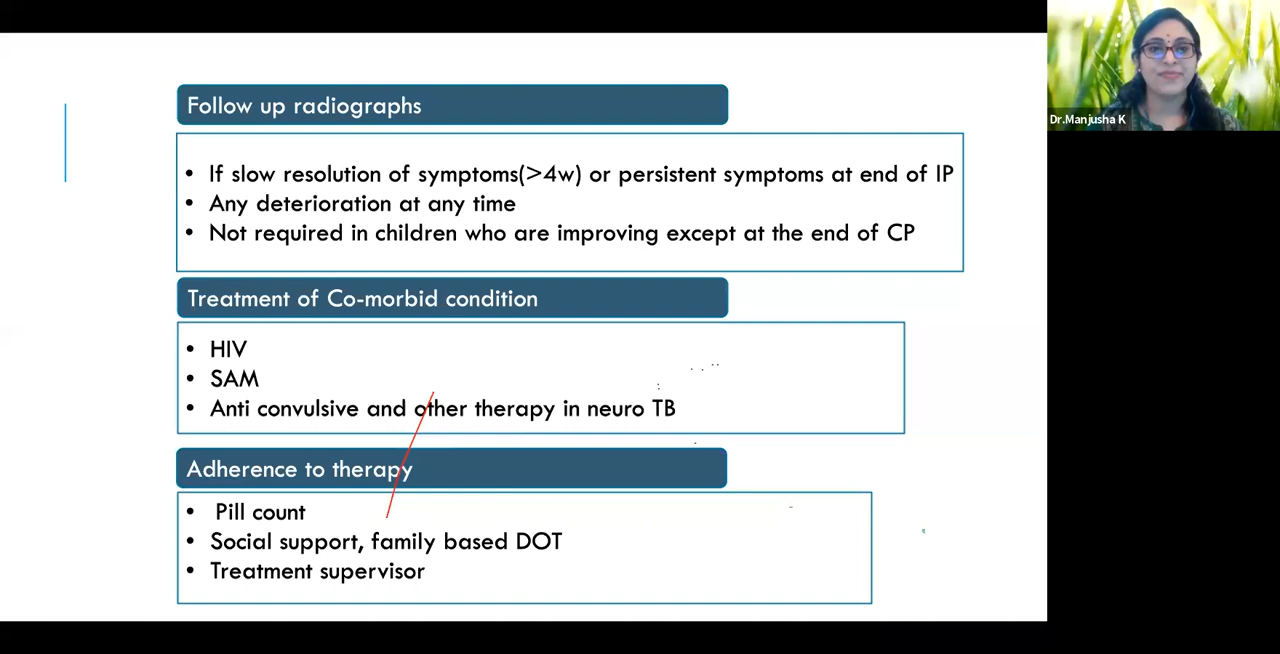 Follow up radiographs
• If slow resolution of symptoms(>4w) or persistent symptoms at end of IP
• Any deterioration at any time
• Not required in children who are improving except at the end of CP
Treatment of Co-morbid condition
• HIV
• SAM
• Anti convulsive and other therapy in neuro TB
Adherence to therapy
• Pill count
• Social support, family based DOT
• Treatment supervisor
Dr.Manjusha K